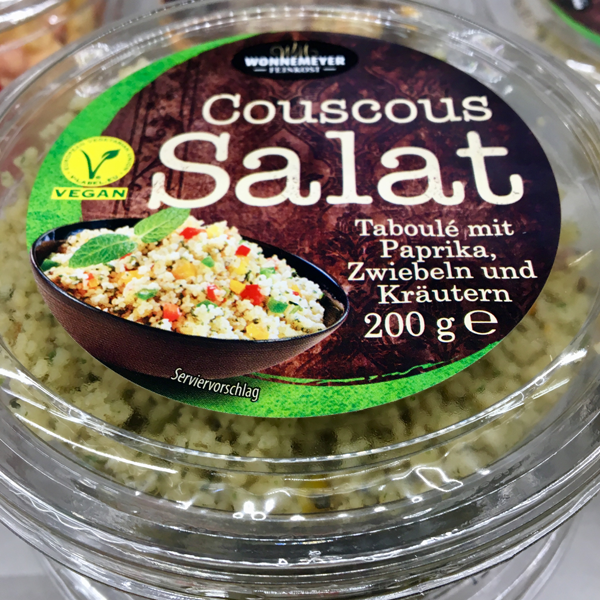 WONNEMEYER
FEINKOST
Couscous
Salat
VEGAN
Taboulé mit
Paprika,
Zwiebeln und
Kräutern
200 g ℮
Serviervorschlag